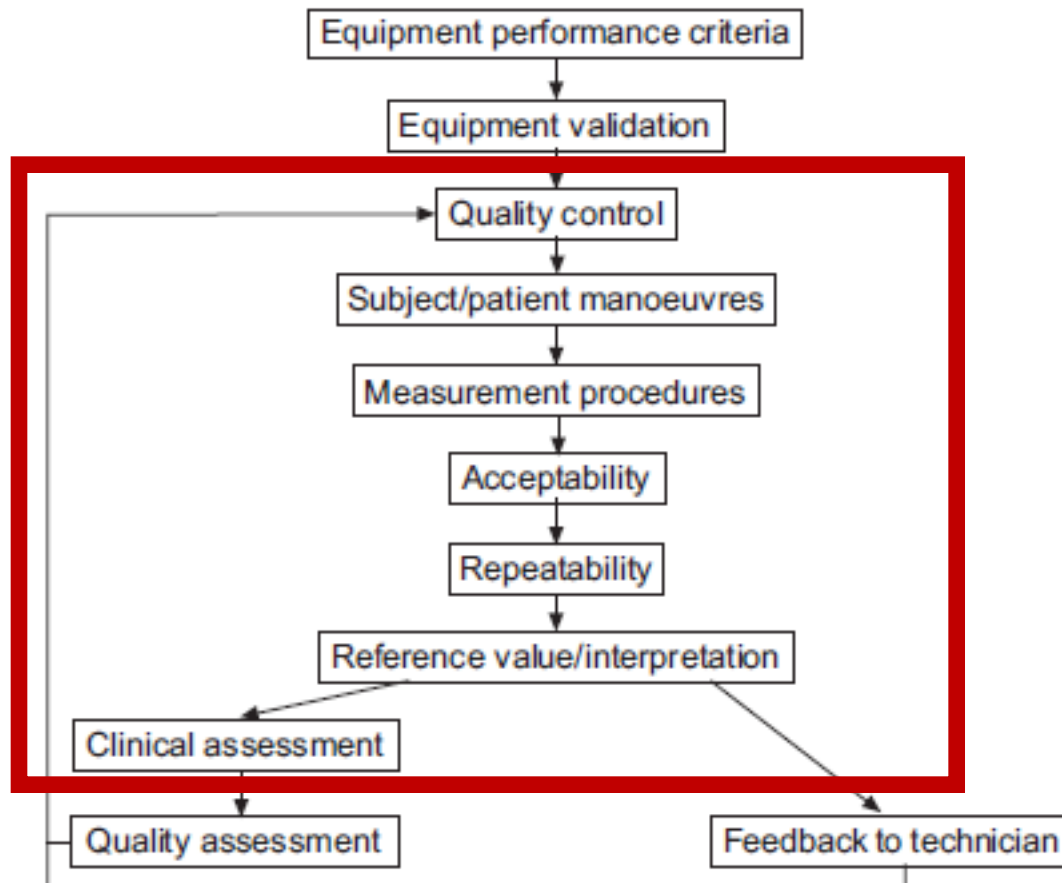 Equipment performance criteria
Equipment validation
Quality control
Subject/patient manoeuvres
Measurement procedures
Acceptability
Repeatability
Reference value/interpretation
Clinical assessment
Quality assessment
Feedback to technician